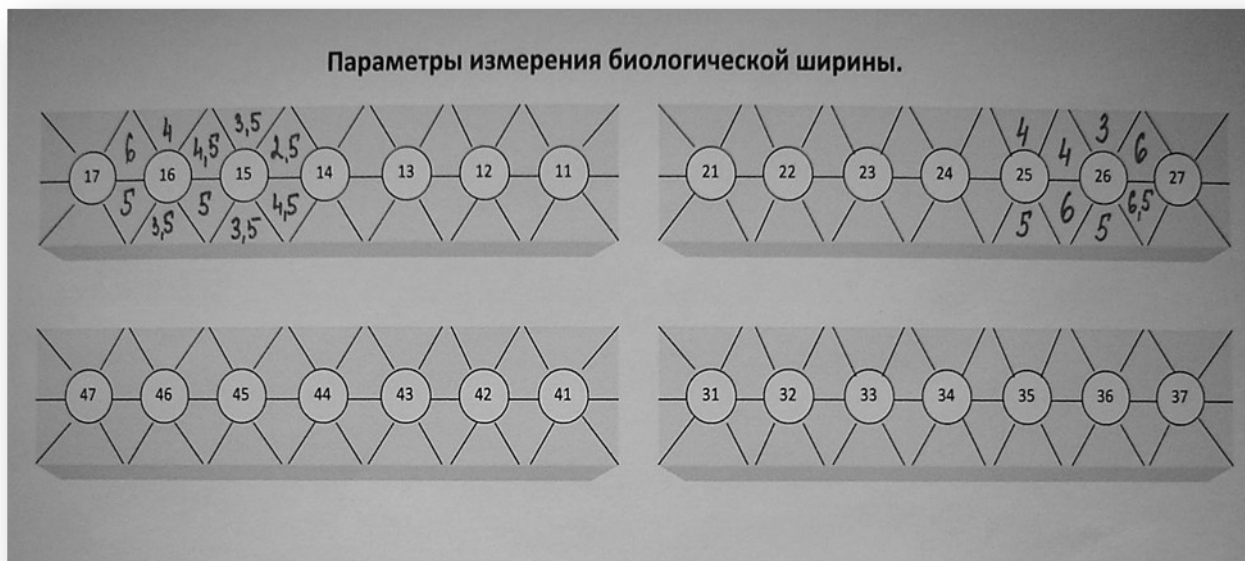 Параметры измерения биологической ширины.
6 4 4,5 3,5 2,5
17 16 15 14 13 12 11
5 3,5 5 3,5 4,5
4 4 3 6
21 22 23 24 25 26 27
5 6 5 6,5
47 46 45 44 43 42 41
31 32 33 34 35 36 37